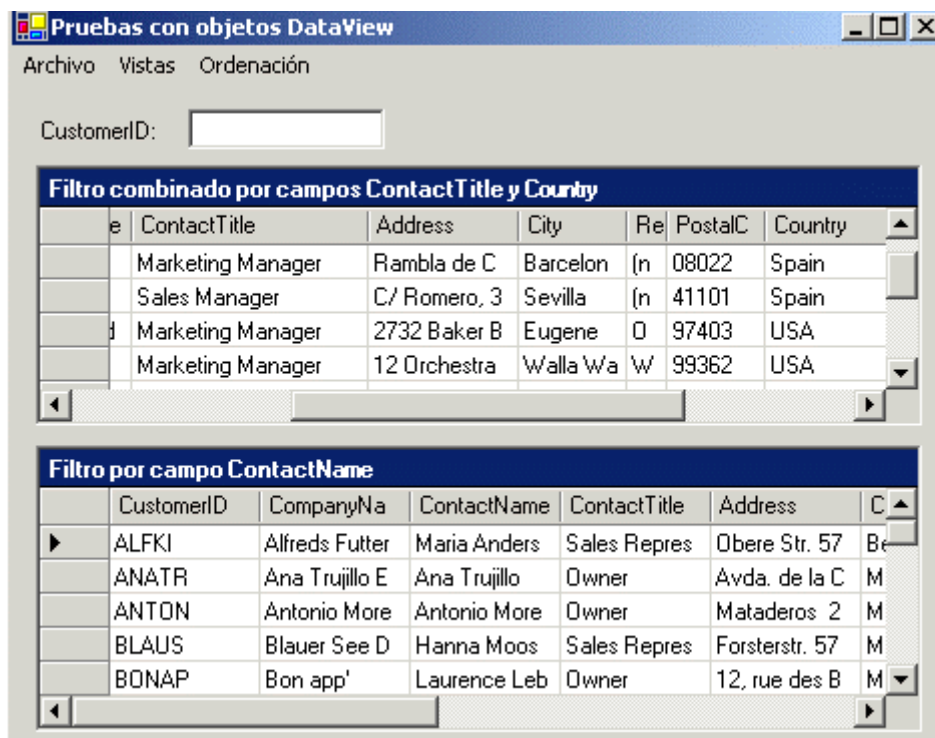 Pruebas con objetos DataView
Archivo Vistas Ordenación
CustomerID:
Filtro combinado por campos ContactTitle y Country
e ContactTitle Address City Re PostalC Country
Marketing Manager Rambla de C Barcelon (n 08022 Spain
Sales Manager C/ Romero, 3 Sevilla (n 41101 Spain
d Marketing Manager 2732 Baker B Eugene O 97403 USA
Marketing Manager 12 Orchestra Walla Wa W 99362 USA
Filtro por campo ContactName
CustomerID CompanyNa ContactName ContactTitle Address C
ALFKI Alfreds Futter Maria Anders Sales Repres Obere Str. 57 Be
ANATR Ana Trujillo E Ana Trujillo Owner Avda. de la C M
ANTON Antonio More Antonio More Owner Mataderos 2 M
BLAUS Blauer See D Hanna Moos Sales Repres Forsterstr. 57 M
BONAP Bon app' Laurence Leb Owner 12, rue des B M